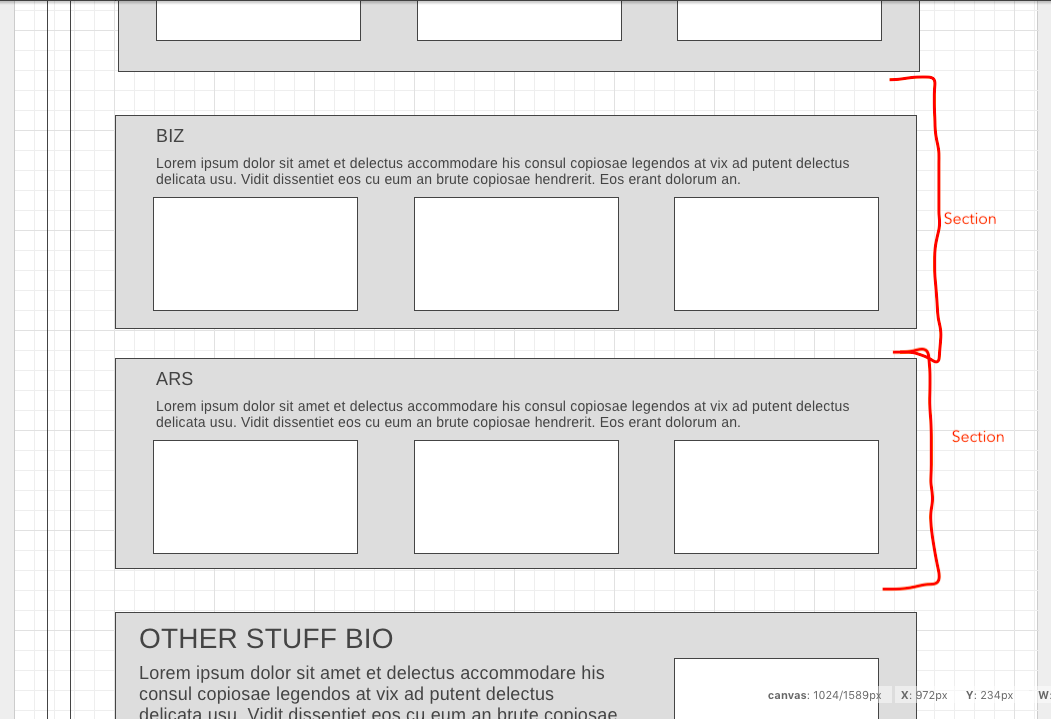 BIZ
Lorem ipsum dolor sit amet et delectus accommodare his consul copiosae legendos at vix ad putent delectus
delicata usu. Vidit dissentiet eos cu eum an brute copiosae hendrerit. Eos erant dolorum an.
Section
ARS
Lorem ipsum dolor sit amet et delectus accommodare his consul copiosae legendos at vix ad putent delectus
delicata usu. Vidit dissentiet eos cu eum an brute copiosae hendrerit. Eos erant dolorum an.
Section
OTHER STUFF BIO
Lorem ipsum dolor sit amet et delectus accommodare his
consul copiosae legendos at vix ad putent delectus
delicata usu. Vidit dissentiet eos cu eum an brute copiosae
canvas: 1024/1589px X: 972px Y: 234px W: